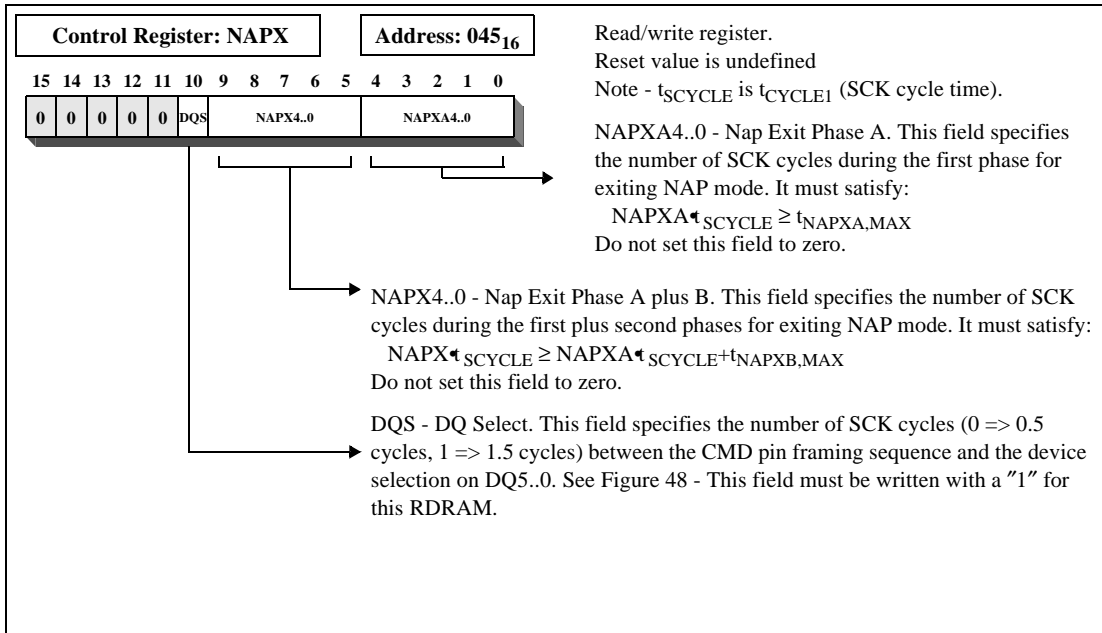 Control Register: NAPX
Address: 045₁₆
15 14 13 12 11 10 9 8 7 6 5 4 3 2 1 0
0 0 0 0 0 DQS NAPX4..0 NAPXA4..0
Read/write register.
Reset value is undefined
Note - tSCYCLE is tCYCLE1 (SCK cycle time).
NAPXA4..0 - Nap Exit Phase A. This field specifies
the number of SCK cycles during the first phase for
exiting NAP mode. It must satisfy:
NAPXA•tSCYCLE ≥ tNAPXA,MAX
Do not set this field to zero.
NAPX4..0 - Nap Exit Phase A plus B. This field specifies the number of SCK
cycles during the first plus second phases for exiting NAP mode. It must satisfy:
NAPX•tSCYCLE ≥ NAPXA•tSCYCLE+tNAPXB,MAX
Do not set this field to zero.
DQS - DQ Select. This field specifies the number of SCK cycles (0 => 0.5
cycles, 1 => 1.5 cycles) between the CMD pin framing sequence and the device
selection on DQ5..0. See Figure 48 - This field must be written with a ″1″ for
this RDRAM.